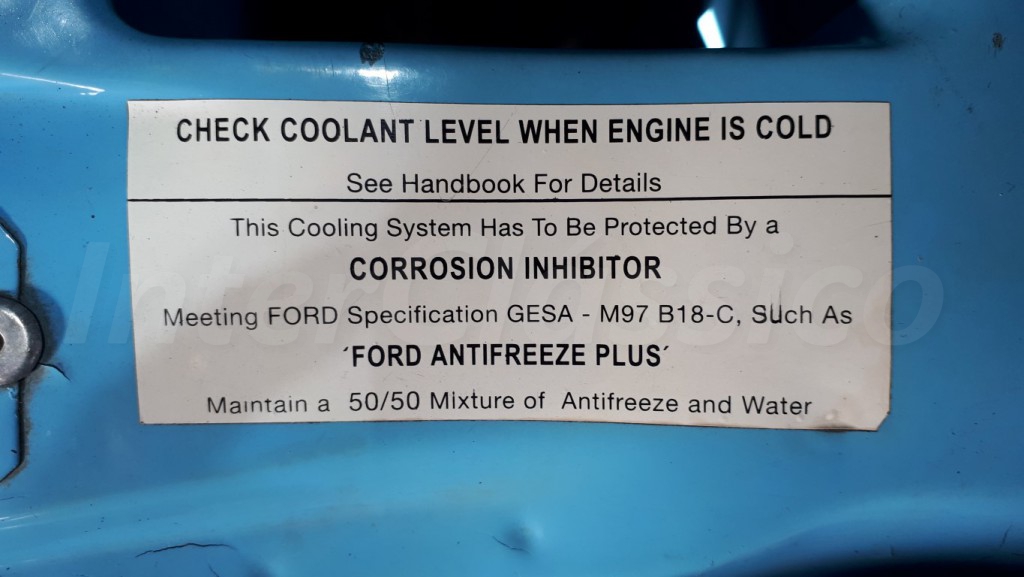 CHECK COOLANT LEVEL WHEN ENGINE IS COLD
See Handbook For Details
This Cooling System Has To Be Protected By a
CORROSION INHIBITOR
Meeting FORD Specification GESA - M97 B18-C, Such As
´FORD ANTIFREEZE PLUS´
Maintain a 50/50 Mixture of Antifreeze and Water
InterClássico